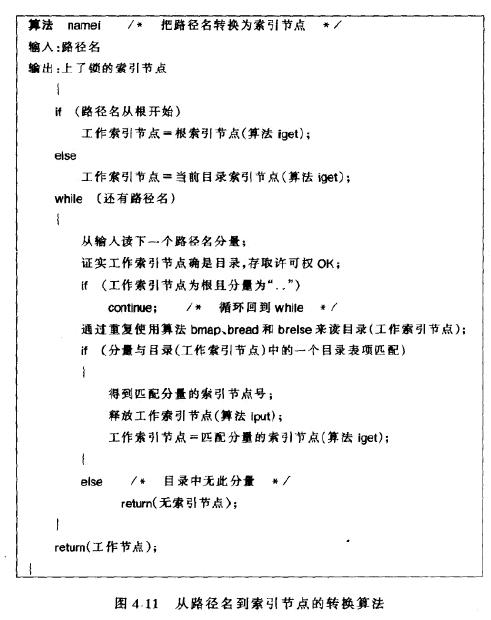 算法 namei /* 把路径名转换为索引节点 */
输入:路径名
输出:上了锁的索引节点
{
if (路径名从根开始)
工作索引节点=根索引节点(算法 iget);
else
工作索引节点=当前目录索引节点(算法 iget);
while (还有路径名)
{
从输入读下一个路径名分量;
证实工作索引节点确是目录,存取许可权OK;
if (工作索引节点为根且分量为“..”)
continue; /* 循环回到 while */
通过重复使用算法 bmap、bread 和 brelse 来读目录(工作索引节点);
if (分量与目录(工作索引节点)中的一个目录表项匹配)
{
得到匹配分量的索引节点号;
释放工作索引节点(算法 iput);
工作索引节点=匹配分量的索引节点(算法 iget);
}
else /* 目录中无此分量 */
return(无索引节点);
}
return(工作节点);
}
图 4.11 从路径名到索引节点的转换算法